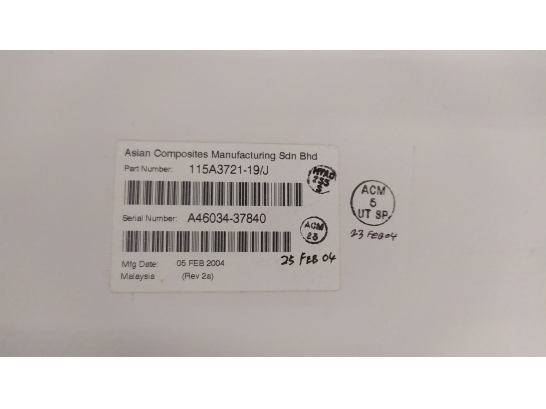 Asian Composites Manufacturing Sdn Bhd
Part Number: 115A3721-19/J
Serial Number: A46034-37840
ACM
23
25 FEB 04
Mfg Date: 05 FEB 2004
Malaysia (Rev 2a)
ACM
5
UT SP.
23 FEB 04